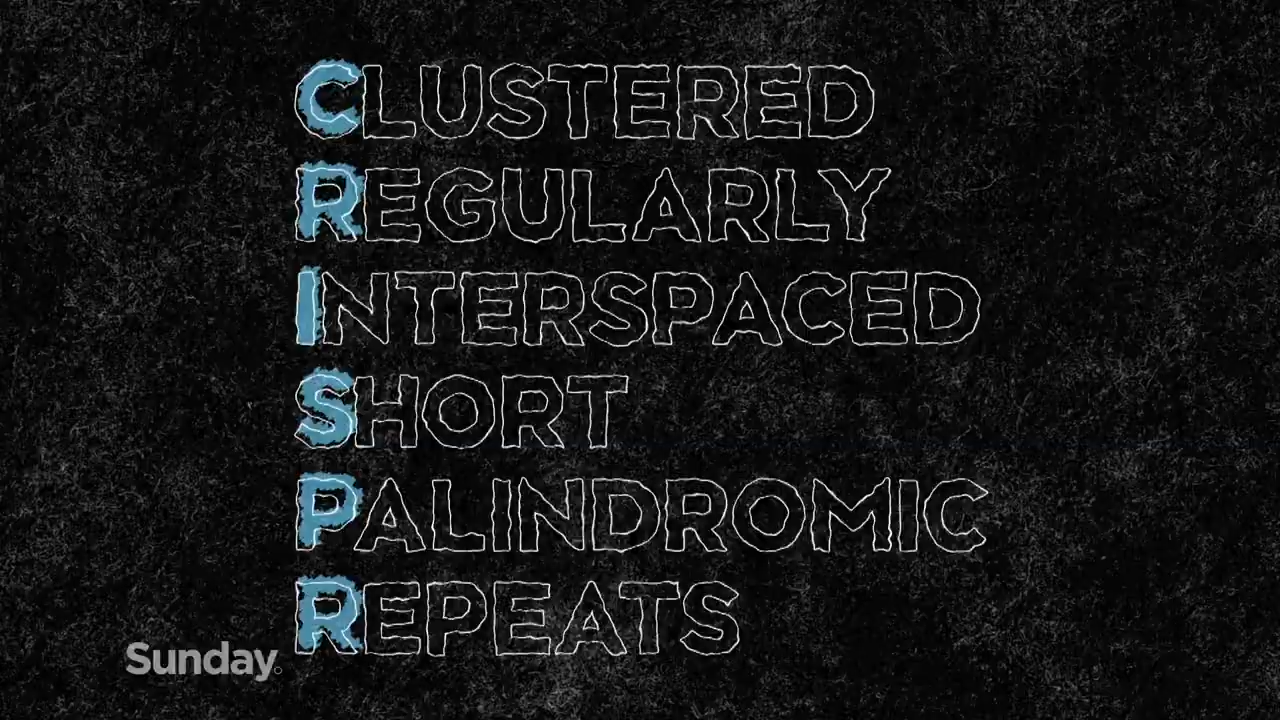 CLUSTERED
REGULARLY
INTERSPACED
SHORT
PALINDROMIC
REPEATS
Sunday.